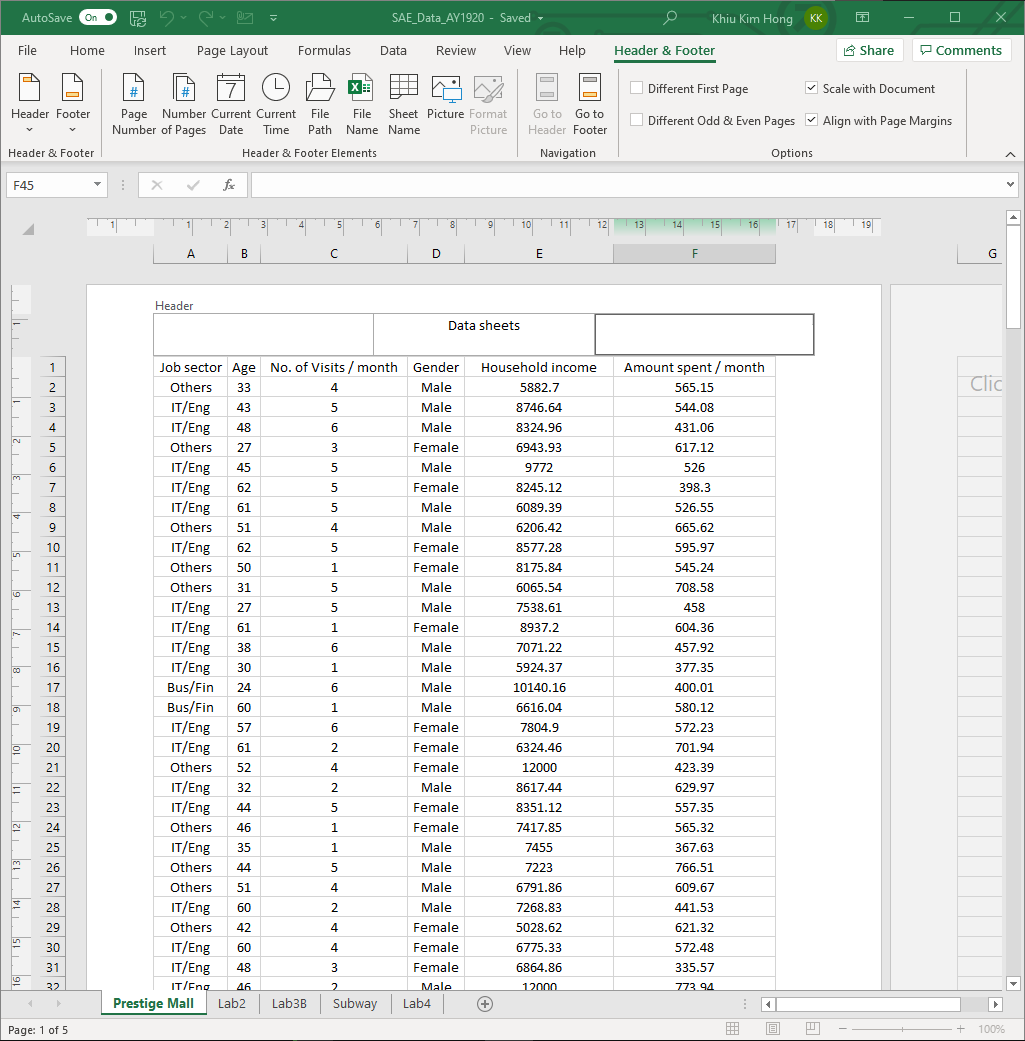 AutoSave On SAE_Data_AY1920 - Saved Khiu Kim Hong KK
File Home Insert Page Layout Formulas Data Review View Help Header & Footer Share Comments
Header Footer Page Number Number of Pages Current Date Current Time File Path File Name Sheet Name Picture Format Picture Go to Header Go to Footer
Different First Page Scale with Document
Different Odd & Even Pages Align with Page Margins
Header & Footer Header & Footer Elements Navigation Options
F45 fx
1 1 2 3 4 5 6 7 8 9 10 11 12 13 14 15 16 17 18 19
A B C D E F G
Header
Data sheets
1 Job sector Age No. of Visits / month Gender Household income Amount spent / month
2 Others 33 4 Male 5882.7 565.15
3 IT/Eng 43 5 Male 8746.64 544.08
4 IT/Eng 48 6 Male 8324.96 431.06
5 Others 27 3 Female 6943.93 617.12
6 IT/Eng 45 5 Male 9772 526
7 IT/Eng 62 5 Female 8245.12 398.3
8 IT/Eng 61 5 Male 6089.39 526.55
9 Others 51 4 Male 6206.42 665.62
10 IT/Eng 62 5 Female 8577.28 595.97
11 Others 50 1 Female 8175.84 545.24
12 Others 31 5 Male 6065.54 708.58
13 IT/Eng 27 5 Male 7538.61 458
14 IT/Eng 61 1 Female 8937.2 604.36
15 IT/Eng 38 6 Male 7071.22 457.92
16 IT/Eng 30 1 Male 5924.37 377.35
17 Bus/Fin 24 6 Male 10140.16 400.01
18 Bus/Fin 60 1 Male 6616.04 580.12
19 IT/Eng 57 6 Female 7804.9 572.23
20 IT/Eng 61 2 Female 6324.46 701.94
21 Others 52 4 Female 12000 423.39
22 IT/Eng 32 2 Male 8617.44 629.97
23 IT/Eng 44 5 Female 8351.12 557.35
24 Others 46 1 Female 7417.85 565.32
25 IT/Eng 35 1 Male 7455 367.63
26 Others 44 5 Male 7223 766.51
27 Others 51 4 Male 6791.86 609.67
28 IT/Eng 60 2 Male 7268.83 441.53
29 Others 42 4 Female 5028.62 621.32
30 IT/Eng 60 4 Female 6775.33 572.48
31 IT/Eng 48 3 Female 6864.86 335.57
32 IT/Eng 46 2 Male 12000 773.94
Prestige Mall Lab2 Lab3B Subway Lab4
Page: 1 of 5 100%